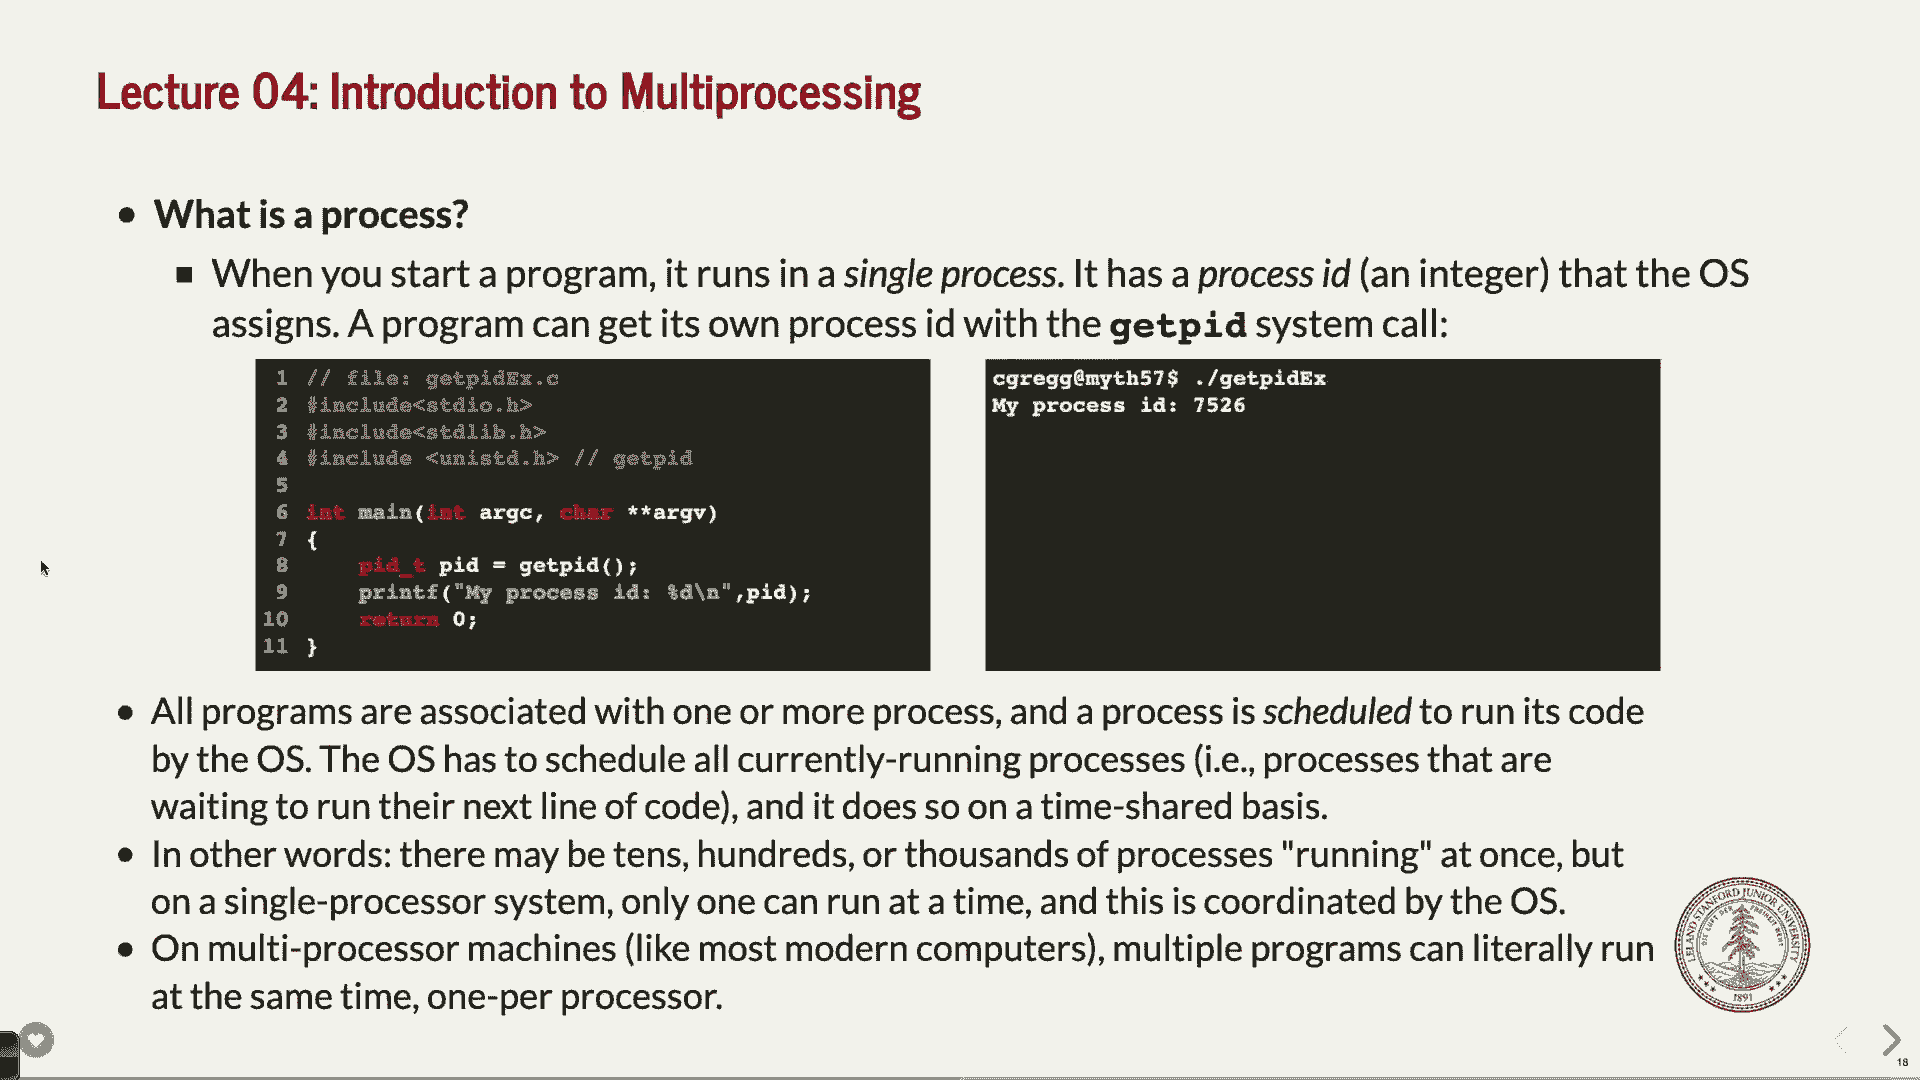 Lecture 04: Introduction to Multiprocessing
What is a process?
When you start a program, it runs in a single process. It has a process id (an integer) that the OS
assigns. A program can get its own process id with the getpid system call:
1 // file: getpidEx.c
2 #include<stdio.h>
3 #include<stdlib.h>
4 #include <unistd.h> // getpid
5
6 int main(int argc, char **argv)
7 {
8     pid_t pid = getpid();
9     printf("My process id: %d\n",pid);
10     return 0;
11 }
cgregg@myth57$ ./getpidEx
My process id: 7526
All programs are associated with one or more process, and a process is scheduled to run its code
by the OS. The OS has to schedule all currently-running processes (i.e., processes that are
waiting to run their next line of code), and it does so on a time-shared basis.
In other words: there may be tens, hundreds, or thousands of processes "running" at once, but
on a single-processor system, only one can run at a time, and this is coordinated by the OS.
On multi-processor machines (like most modern computers), multiple programs can literally run
at the same time, one-per processor.
LELAND STANFORD JUNIOR UNIVERSITY
1891
18